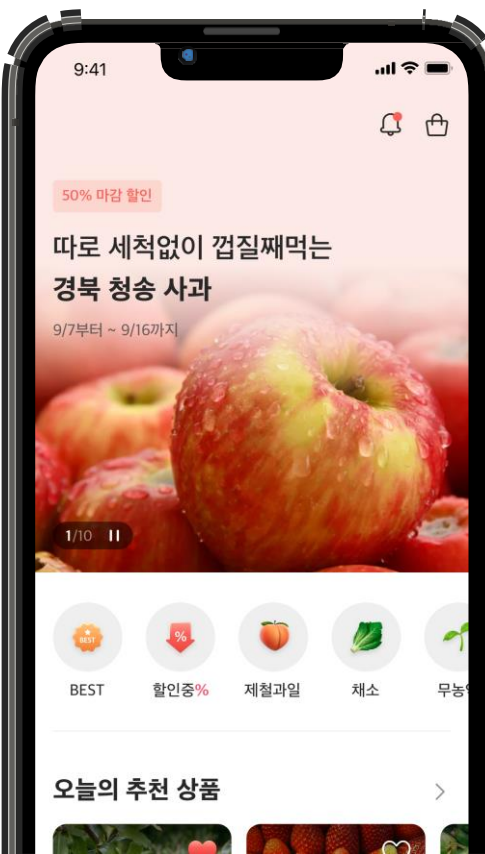 9:41
50% 마감 할인
따로 세척없이 껍질째먹는
경북 청송 사과
9/7부터 ~ 9/16까지
1/10
%
BEST
BEST 할인중% 제철과일 채소 무농
오늘의 추천 상품